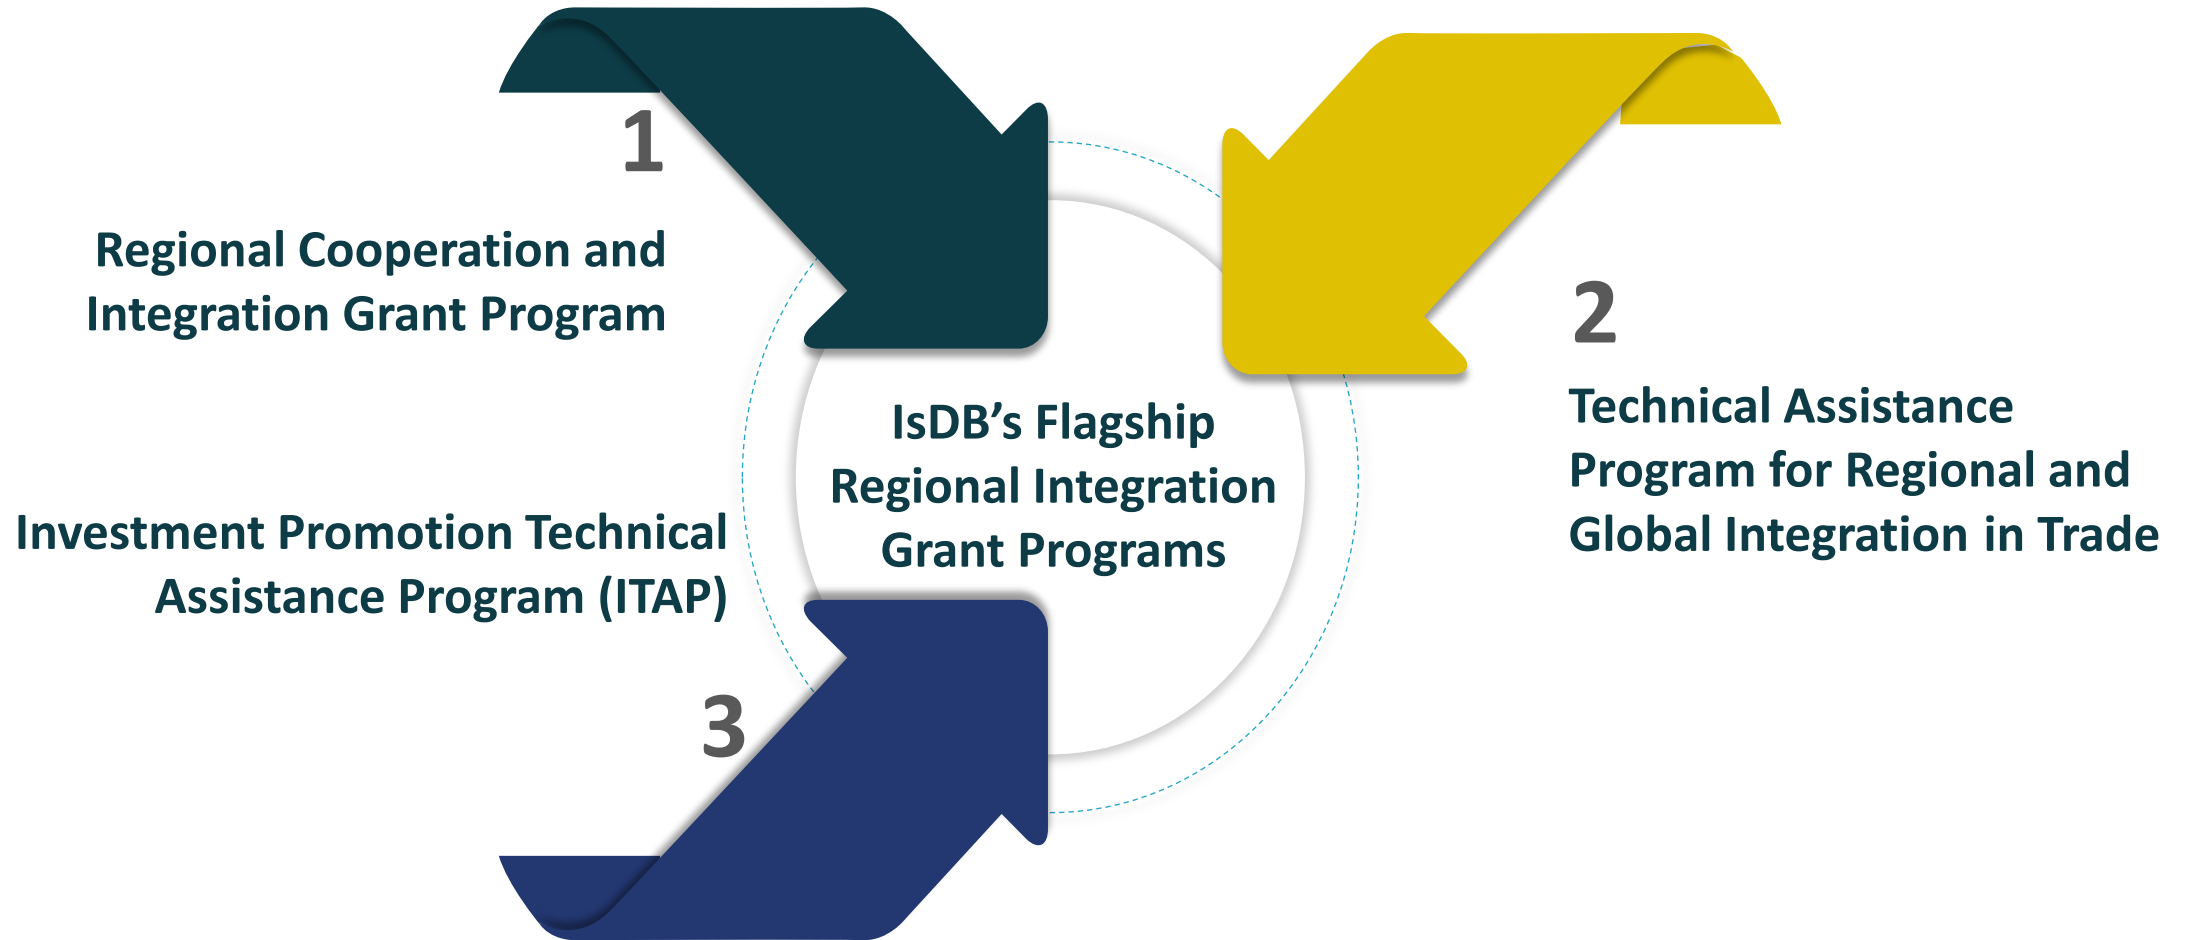 1
Regional Cooperation and
Integration Grant Program
2
Technical Assistance
Program for Regional and
Global Integration in Trade
IsDB’s Flagship
Regional Integration
Grant Programs
Investment Promotion Technical
Assistance Program (ITAP)
3